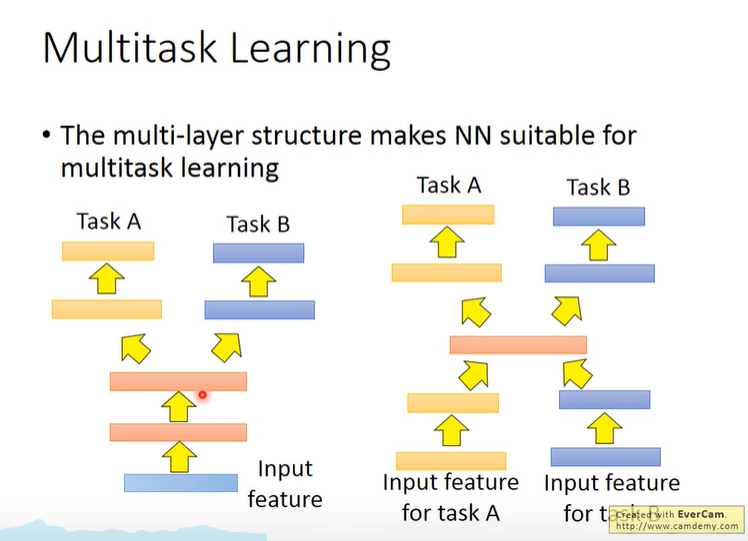 Multitask Learning
• The multi-layer structure makes NN suitable for
multitask learning
Task A
Task B
Input
feature
Task A
Task B
Input feature
for task A
Input feature
for task B
Created with EverCam.
http://www.camdemy.com